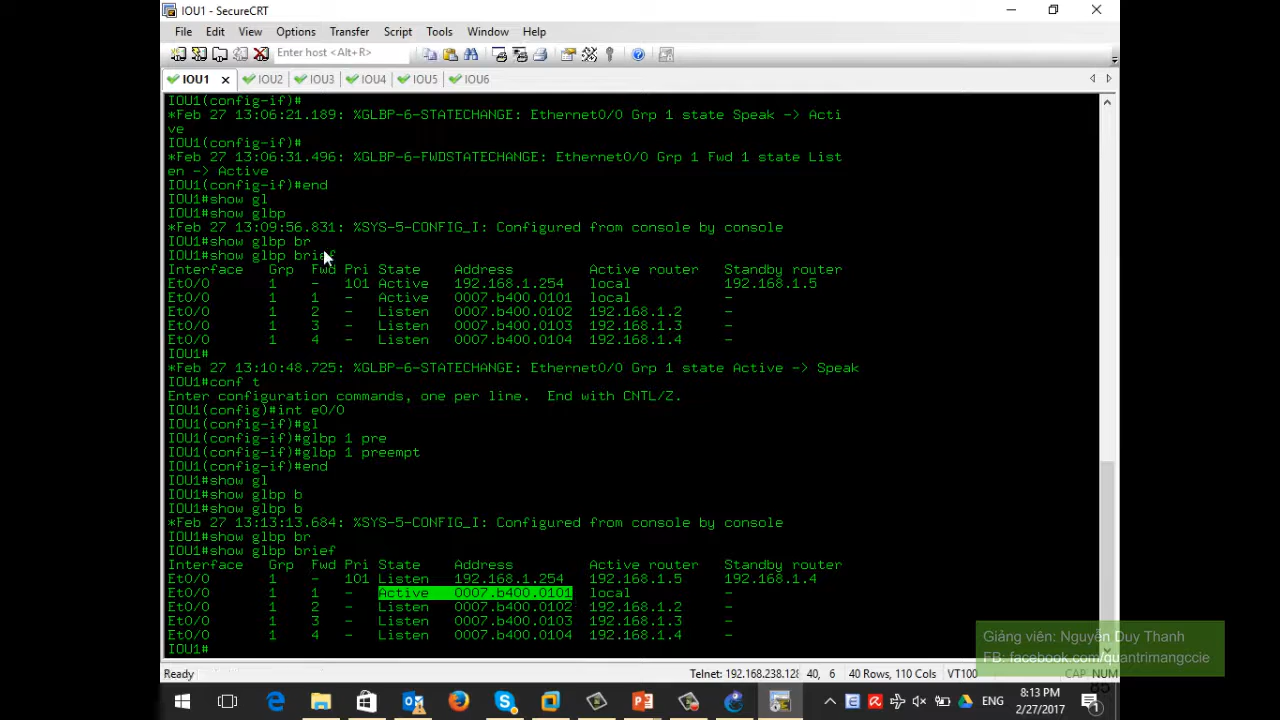 IOU1 - SecureCRT
File Edit View Options Transfer Script Tools Window Help
Enter host <Alt+R>
IOU1 IOU2 IOU3 IOU4 IOU5 IOU6
IOU1(config-if)#
*Feb 27 13:06:21.189: %GLBP-6-STATECHANGE: Ethernet0/0 Grp 1 state Speak -> Acti
ve
IOU1(config-if)#
*Feb 27 13:06:31.496: %GLBP-6-FWDSTATECHANGE: Ethernet0/0 Grp 1 Fwd 1 state List
en -> Active
IOU1(config-if)#end
IOU1#show gl
IOU1#show glbp
*Feb 27 13:09:56.831: %SYS-5-CONFIG_I: Configured from console by console
IOU1#show glbp br
IOU1#show glbp brief
Interface Grp Fwd Pri State Address Active router Standby router
Et0/0 1 - 101 Active 192.168.1.254 local 192.168.1.5
Et0/0 1 1 - Active 0007.b400.0101 local -
Et0/0 1 2 - Listen 0007.b400.0102 192.168.1.2 -
Et0/0 1 3 - Listen 0007.b400.0103 192.168.1.3 -
Et0/0 1 4 - Listen 0007.b400.0104 192.168.1.4 -
IOU1#
*Feb 27 13:10:48.725: %GLBP-6-STATECHANGE: Ethernet0/0 Grp 1 state Active -> Speak
IOU1#conf t
Enter configuration commands, one per line. End with CNTL/Z.
IOU1(config)#int e0/0
IOU1(config-if)#gl
IOU1(config-if)#glbp 1 pre
IOU1(config-if)#glbp 1 preempt
IOU1(config-if)#end
IOU1#show gl
IOU1#show glbp b
IOU1#show glbp b
*Feb 27 13:13:13.684: %SYS-5-CONFIG_I: Configured from console by console
IOU1#show glbp br
IOU1#show glbp brief
Interface Grp Fwd Pri State Address Active router Standby router
Et0/0 1 - 101 Listen 192.168.1.254 192.168.1.5 192.168.1.4
Et0/0 1 1 - Active 0007.b400.0101 local -
Et0/0 1 2 - Listen 0007.b400.0102 192.168.1.2 -
Et0/0 1 3 - Listen 0007.b400.0103 192.168.1.3 -
Et0/0 1 4 - Listen 0007.b400.0104 192.168.1.4 -
IOU1#
Giảng viên: Nguyễn Duy Thanh
FB: facebook.com/quantrimangccie
Ready Telnet: 192.168.238.128 40, 6 40 Rows, 110 Cols VT100 CAP NUM
ENG
8:13 PM
2/27/2017